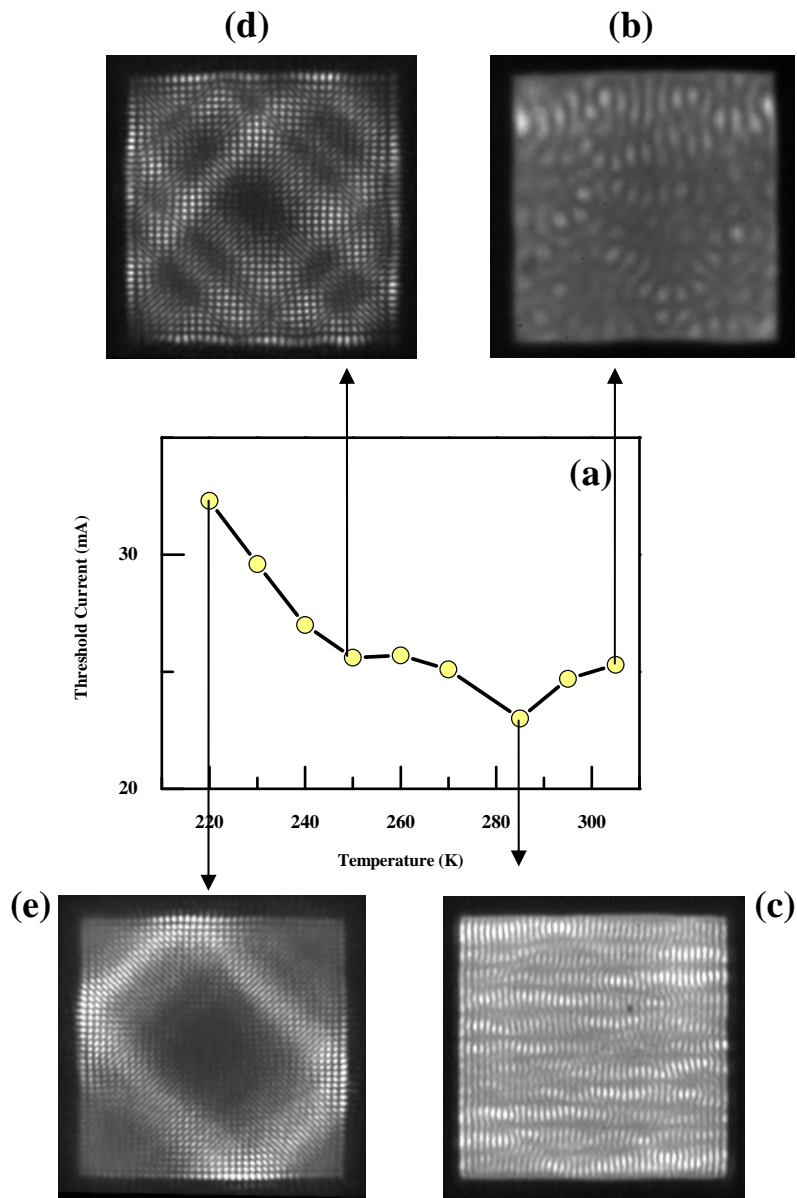 (d)
(b)
(a)
Threshold Current (mA)
30
20
220
240
260
280
300
Temperature (K)
(e)
(c)